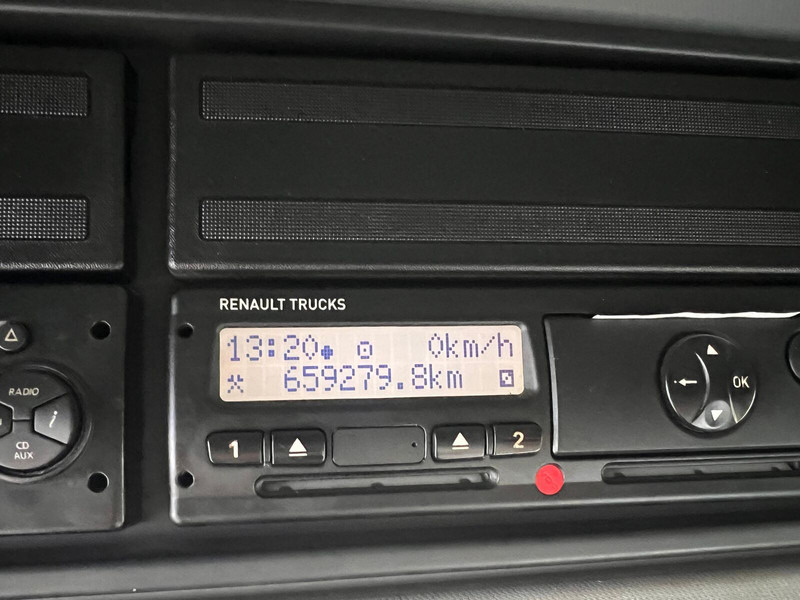 RENAULT TRUCKS
13:20 0km/h
659279.8km
1
2
OK
RADIO
i
CD
AUX